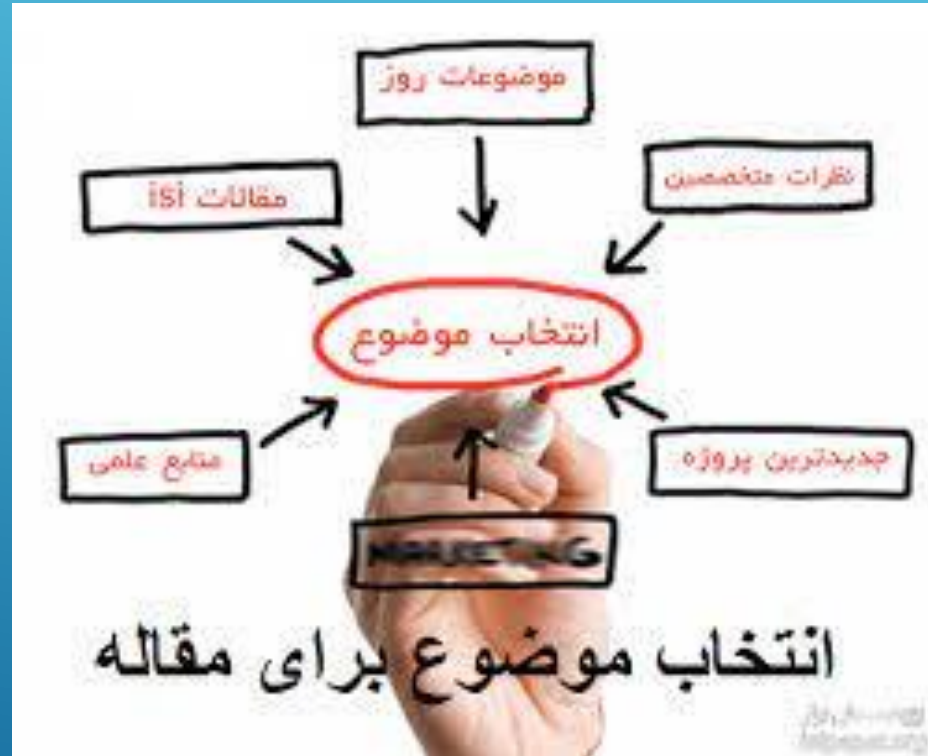 موضوعات روز
نظرات متخصصین
مقالات isi
انتخاب موضوع
منابع علمی
جدیدترین پروژه
MARKETING
انتخاب موضوع برای مقاله